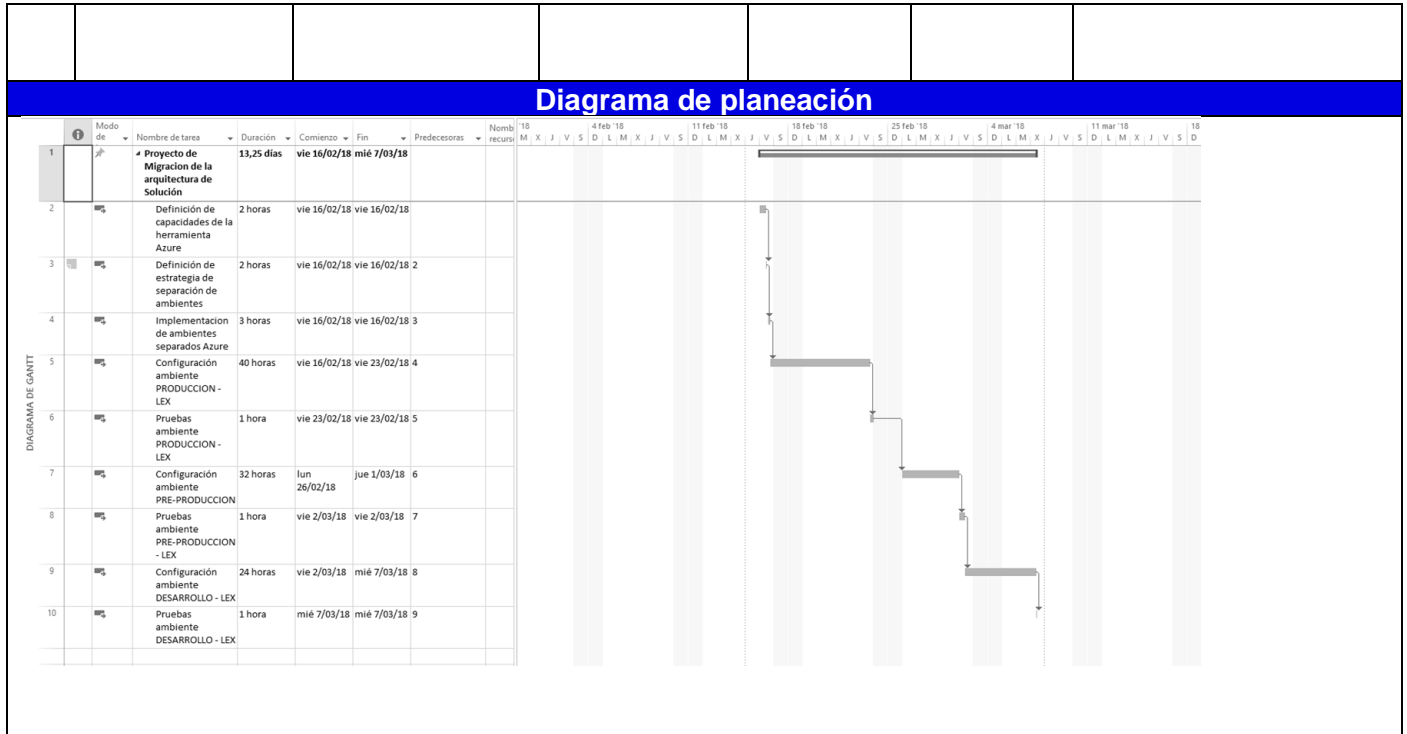 Diagrama de planeación
Modo de
Nombre de tarea
Duración
Comienzo
Fin
Predecesoras
Nomb
recurs
'18
4 feb '18
11 feb '18
18 feb '18
25 feb '18
4 mar '18
11 mar '18
18
M X J V S D L M X J V S D L M X J V S D L M X J V S D L M X J V S D L M X J V S D L M X J V S D
DIAGRAMA DE GANTT
1 Proyecto de 13,25 días vie 16/02/18 mié 7/03/18
Migracion de la
arquitectura de
Solución
2 Definición de 2 horas vie 16/02/18 vie 16/02/18
capacidades de la
herramienta
Azure
3 Definición de 2 horas vie 16/02/18 vie 16/02/18 2
estrategia de
separación de
ambientes
4 Implementacion 3 horas vie 16/02/18 vie 16/02/18 3
de ambientes
separados Azure
5 Configuración 40 horas vie 16/02/18 vie 23/02/18 4
ambiente
PRODUCCION -
LEX
6 Pruebas 1 hora vie 23/02/18 vie 23/02/18 5
ambiente
PRODUCCION -
LEX
7 Configuración 32 horas lun jue 1/03/18 6
ambiente 26/02/18
PRE-PRODUCCION
8 Pruebas 1 hora vie 2/03/18 vie 2/03/18 7
ambiente
PRE-PRODUCCION
- LEX
9 Configuración 24 horas vie 2/03/18 mié 7/03/18 8
ambiente
DESARROLLO - LEX
10 Pruebas 1 hora mié 7/03/18 mié 7/03/18 9
ambiente
DESARROLLO - LEX